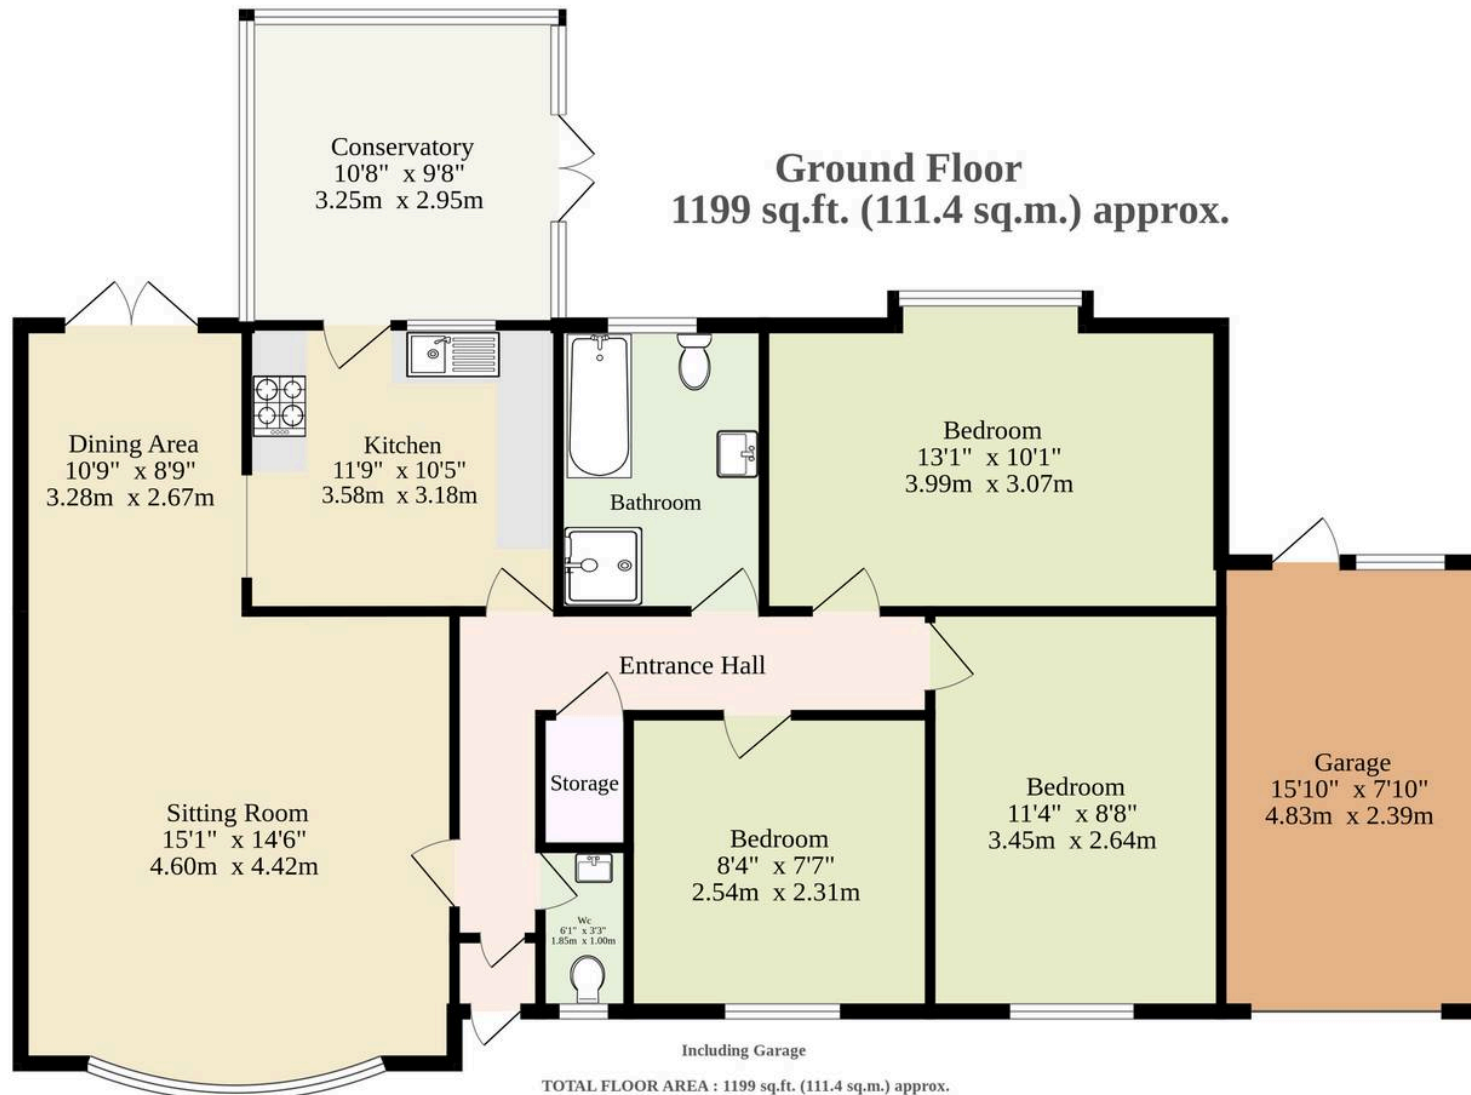 Conservatory
10'8" x 9'8"
3.25m x 2.95m
Ground Floor
1199 sq.ft. (111.4 sq.m.) approx.
Dining Area
10'9" x 8'9"
3.28m x 2.67m
Kitchen
11'9" x 10'5"
3.58m x 3.18m
Bathroom
Bedroom
13'1" x 10'1"
3.99m x 3.07m
Entrance Hall
Sitting Room
15'1" x 14'6"
4.60m x 4.42m
Storage
Wc
6'1" x 3'3"
1.85m x 1.00m
Bedroom
8'4" x 7'7"
2.54m x 2.31m
Bedroom
11'4" x 8'8"
3.45m x 2.64m
Garage
15'10" x 7'10"
4.83m x 2.39m
Including Garage
TOTAL FLOOR AREA : 1199 sq.ft. (111.4 sq.m.) approx.